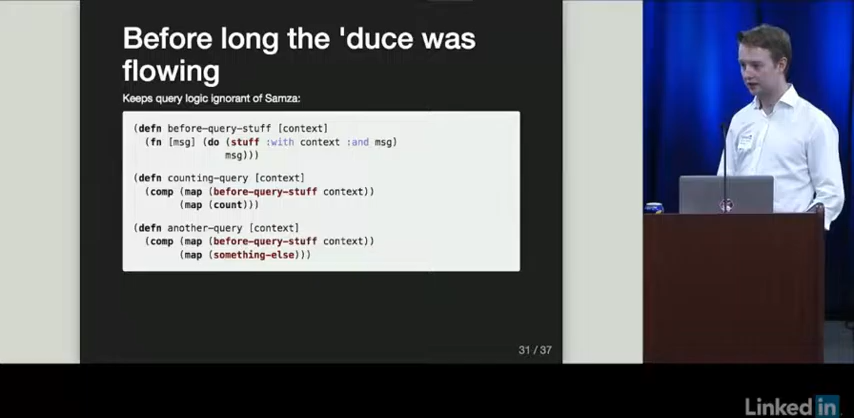 Before long the 'duce was
flowing
Keeps query logic ignorant of Samza:
(defn before-query-stuff [context]
  (fn [msg] (do (stuff :with context :and msg)
                msg)))
(defn counting-query [context]
  (comp (map (before-query-stuff context))
        (map (count)))
(defn another-query [context]
  (comp (map (before-query-stuff context))
        (map (something-else)))
31 / 37
LinkedIn